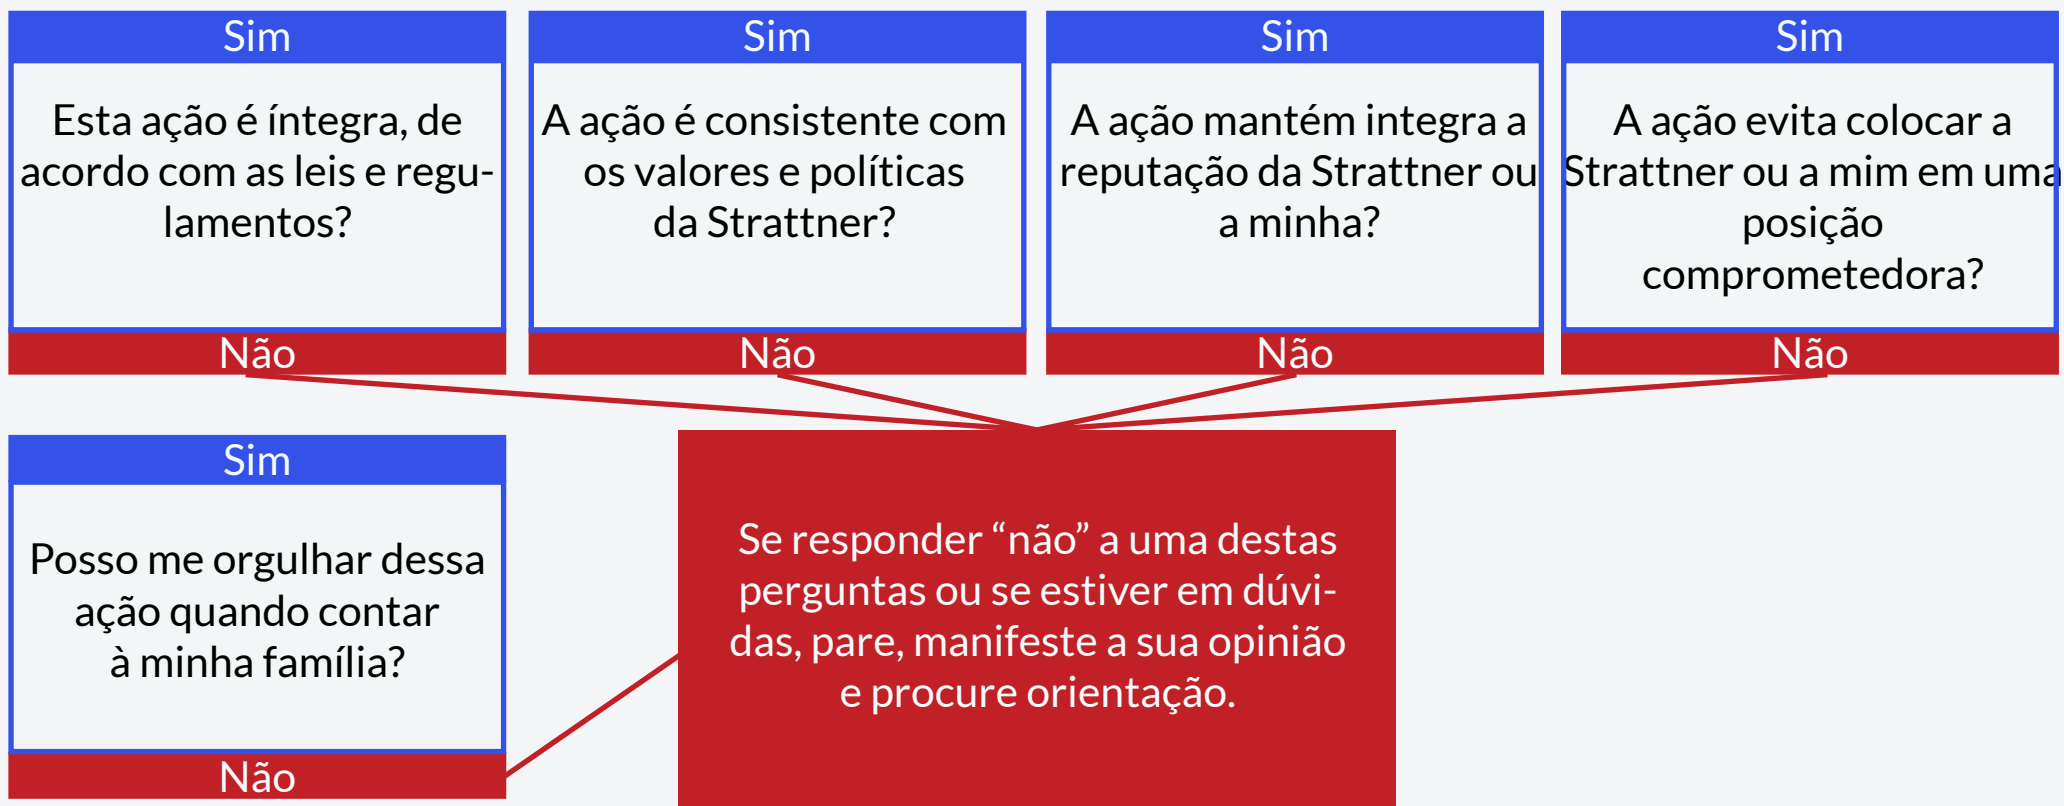 Sim
Esta ação é íntegra, de
acordo com as leis e regu-
lamentos?
Não
Sim
A ação é consistente com
os valores e políticas
da Strattner?
Não
Sim
A ação mantém integra a
reputação da Strattner ou
a minha?
Não
Sim
A ação evita colocar a
Strattner ou a mim em uma
posição
comprometedora?
Não
Sim
Posso me orgulhar dessa
ação quando contar
à minha família?
Não
Se responder “não” a uma destas
perguntas ou se estiver em dúvi-
das, pare, manifeste a sua opinião
e procure orientação.